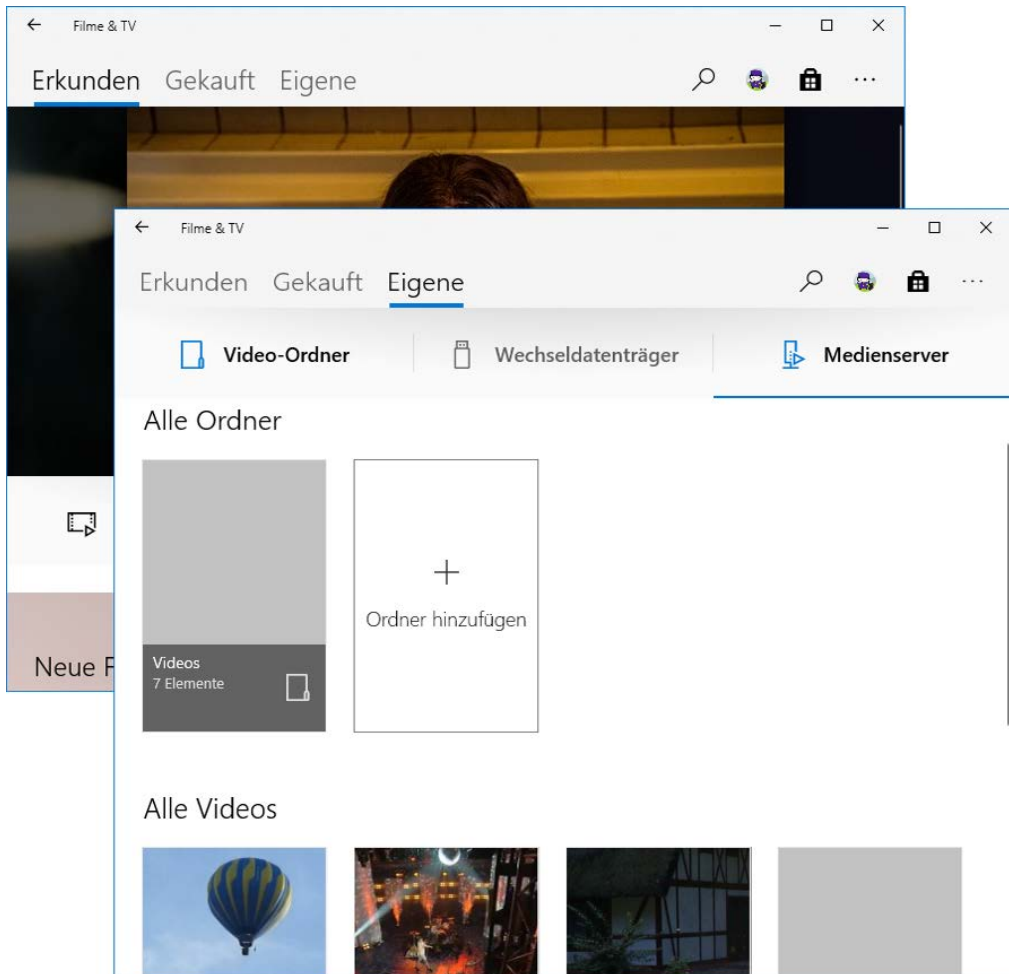 Filme & TV
Erkunden Gekauft Eigene
Neue F
Filme & TV
Erkunden Gekauft Eigene
Video-Ordner Wechseldatenträger Medienserver
Alle Ordner
Ordner hinzufügen
Videos
7 Elemente
Alle Videos